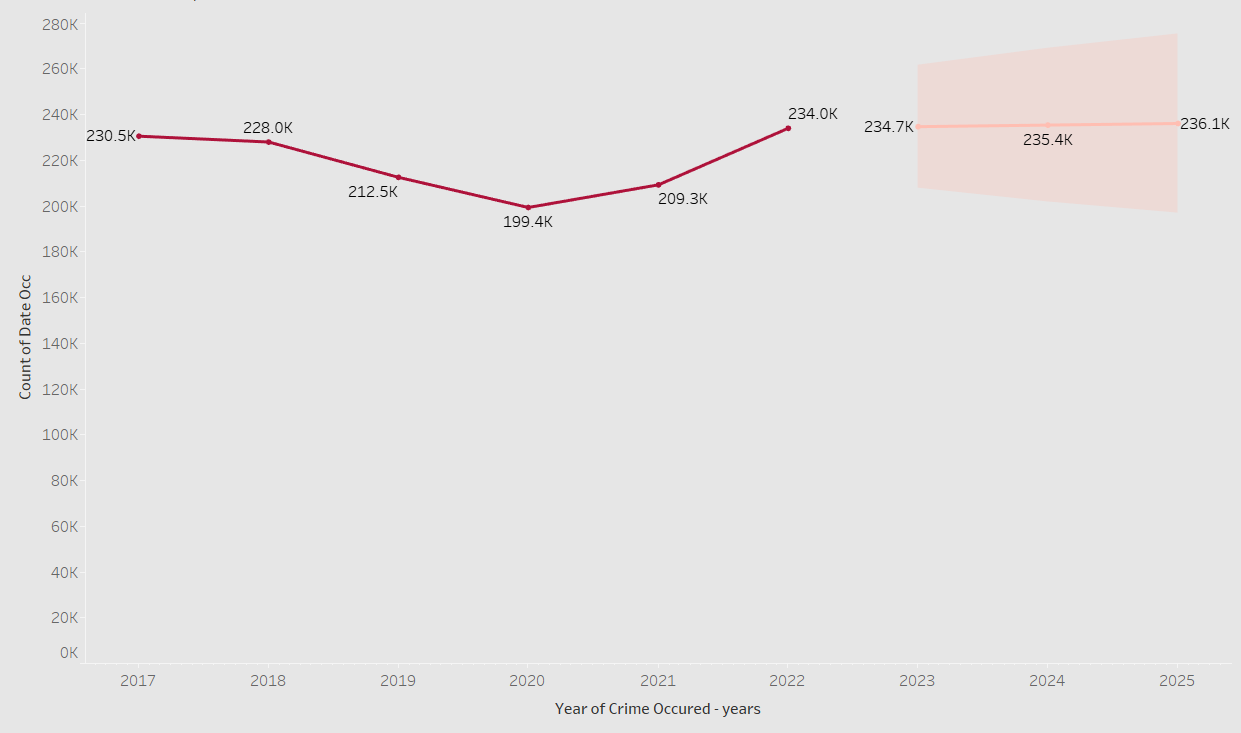 280K
260K
240K
220K
200K
180K
160K
140K
120K
100K
80K
60K
40K
20K
0K
Count of Date Occ
230.5K
228.0K
212.5K
199.4K
209.3K
234.0K
234.7K
235.4K
236.1K
2017 2018 2019 2020 2021 2022 2023 2024 2025
Year of Crime Occured - years